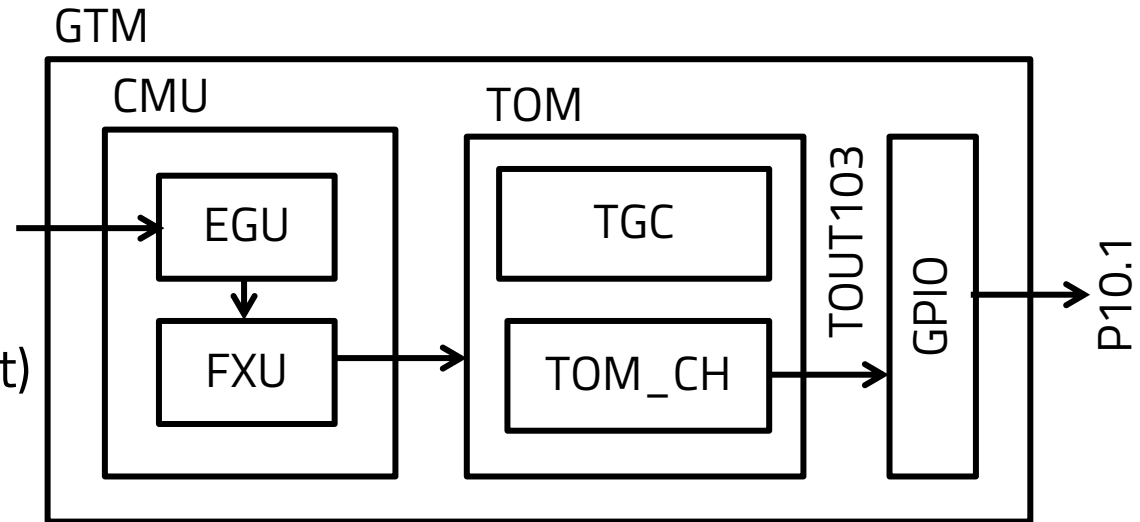 GTM
CMU
TOM
EGU
TGC
TOUT103
GPIO
P10.1
t)
FXU
TOM_CH